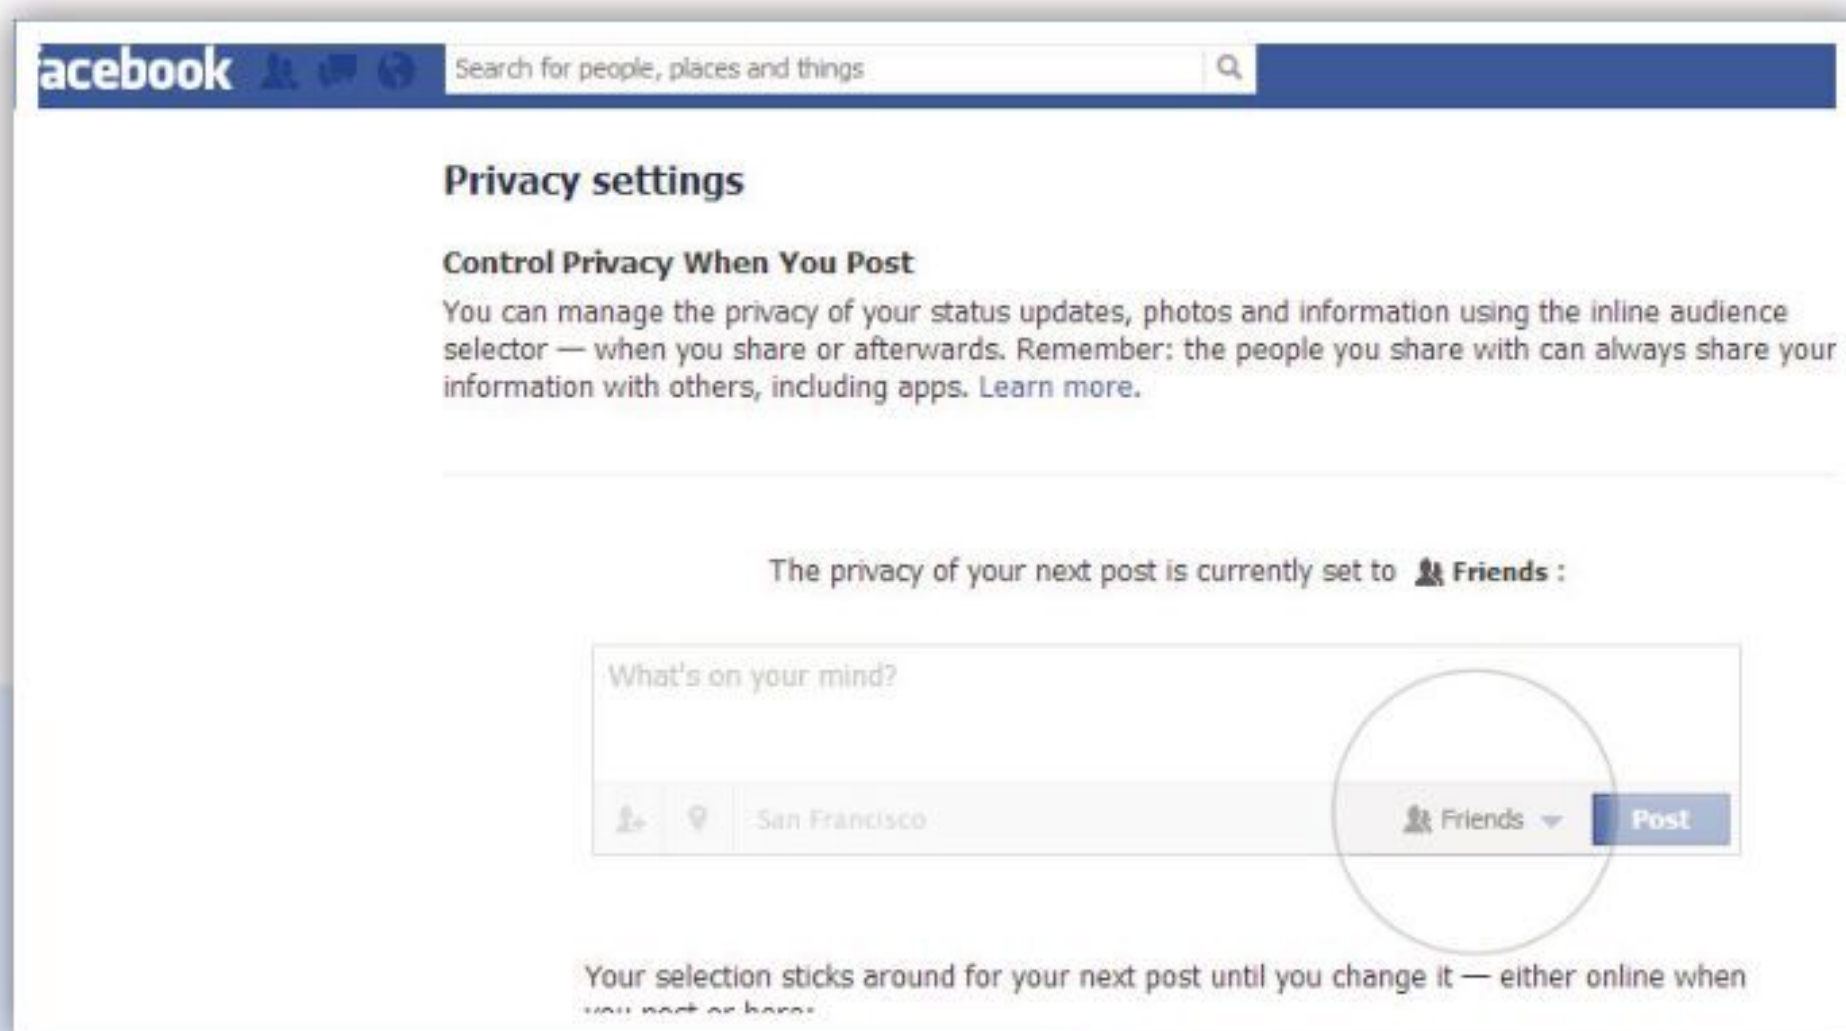 acebook
Search for people, places and things
Privacy settings
Control Privacy When You Post
You can manage the privacy of your status updates, photos and information using the inline audience
selector — when you share or afterwards. Remember: the people you share with can always share your
information with others, including apps. Learn more.
The privacy of your next post is currently set to Friends :
What's on your mind?
San Francisco
Friends
Post
Your selection sticks around for your next post until you change it — either online when
you post or here: